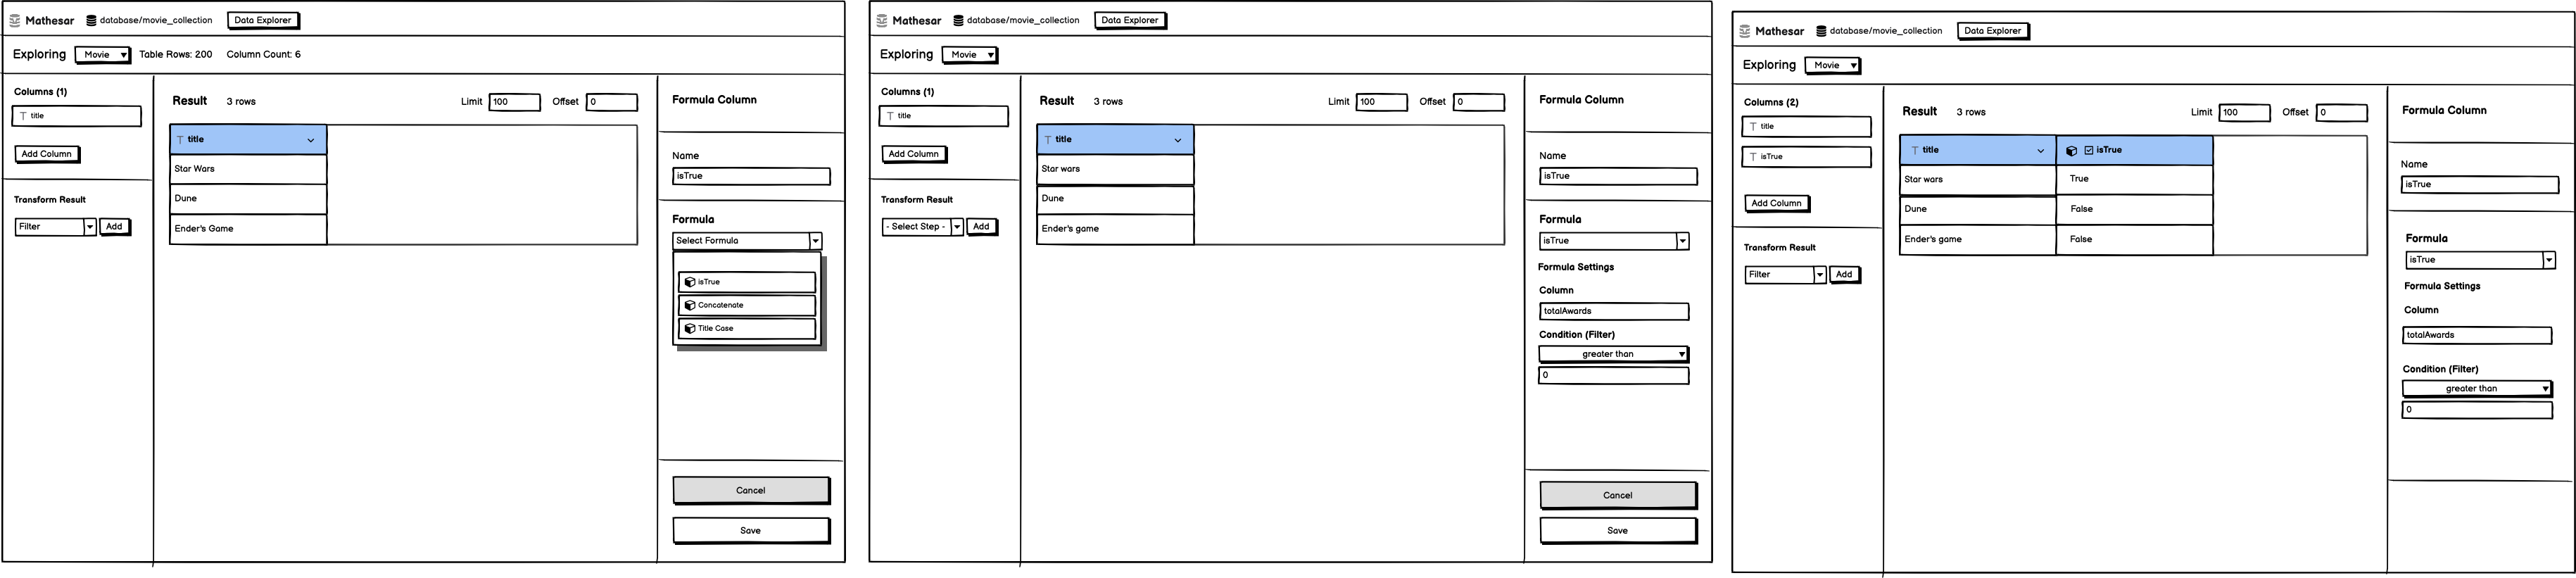 Mathesar database/movie_collection Data Explorer
Exploring Movie Table Rows: 200 Column Count: 6
Columns (1)
title
Add Column
Transform Result
Filter Add
Result 3 rows Limit 100 Offset 0
title
Star Wars
Dune
Ender's Game
Formula Column
Name
isTrue
Formula
Select Formula
isTrue
Concatenate
Title Case
Cancel
Save
Mathesar database/movie_collection Data Explorer
Exploring Movie
Columns (1)
title
Add Column
Transform Result
- Select Step - Add
Result 3 rows Limit 100 Offset 0
title
Star wars
Dune
Ender's game
Formula Column
Name
isTrue
Formula
isTrue
Formula Settings
Column
totalAwards
Condition (Filter)
greater than
0
Cancel
Save
Mathesar database/movie_collection Data Explorer
Exploring Movie
Columns (2)
title
isTrue
Add Column
Transform Result
Filter Add
Result 3 rows Limit 100 Offset 0
title isTrue
Star wars True
Dune False
Ender's game False
Formula Column
Name
isTrue
Formula
isTrue
Formula Settings
Column
totalAwards
Condition (Filter)
greater than
0